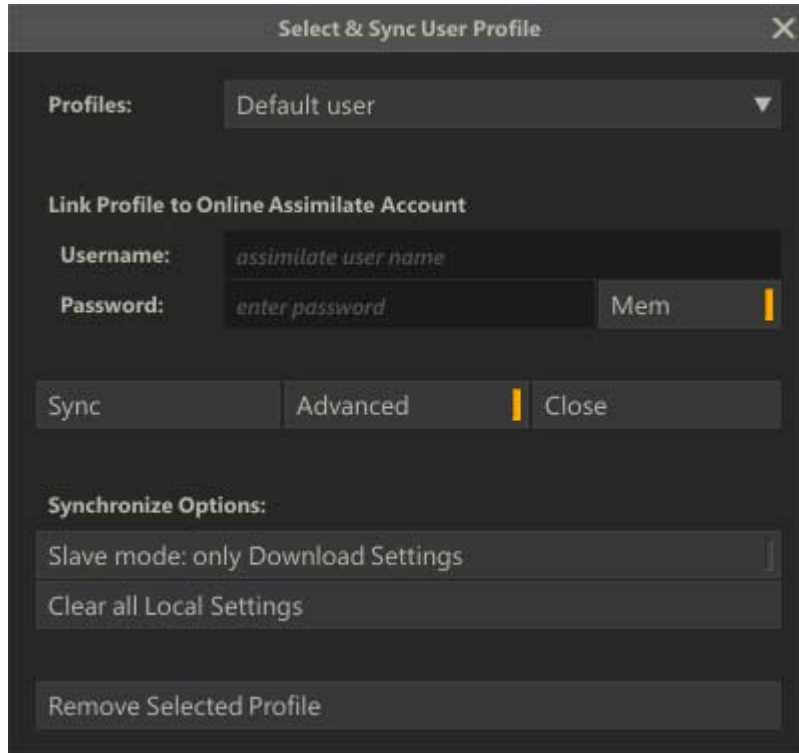 Select & Sync User Profile
Profiles: Default user
Link Profile to Online Assimilate Account
Username: assimilate user name
Password: enter password Mem
Sync Advanced Close
Synchronize Options:
Slave mode: only Download Settings
Clear all Local Settings
Remove Selected Profile